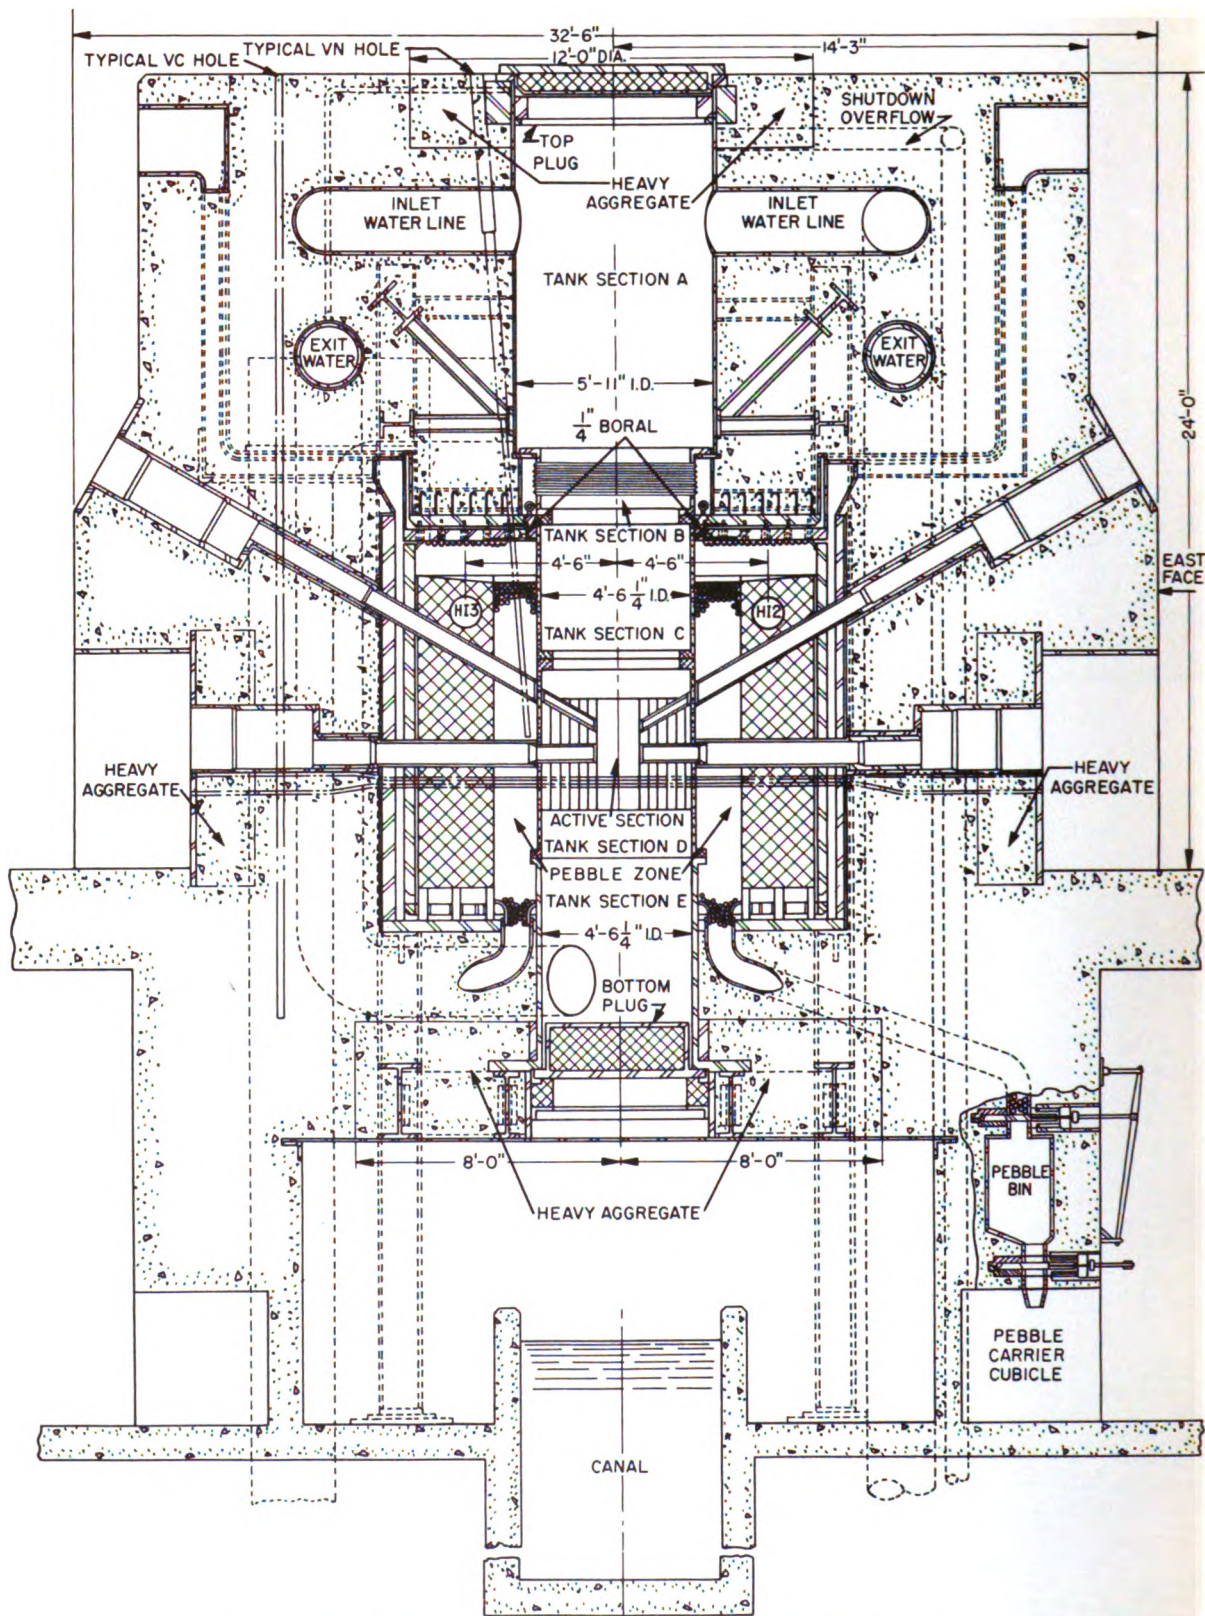 32'-6"
TYPICAL VN HOLE
14'-3"
TYPICAL VC HOLE
12'-0" DIA.
SHUTDOWN
OVERFLOW
TOP
PLUG
HEAVY
AGGREGATE
INLET
WATER LINE
INLET
WATER LINE
TANK SECTION A
EXIT
WATER
EXIT
WATER
5'-11" I.D.
24'-0"
1/4" BORAL
TANK SECTION B
4'-6"
4'-6"
EAST
FACE
4'-6 1/4" I.D.
HI3
HI2
TANK SECTION C
HEAVY
AGGREGATE
HEAVY
AGGREGATE
ACTIVE SECTION
TANK SECTION D
PEBBLE ZONE
TANK SECTION E
4'-6 1/4" I.D.
BOTTOM
PLUG
8'-0"
8'-0"
PEBBLE
BIN
HEAVY AGGREGATE
PEBBLE
CARRIER
CUBICLE
CANAL